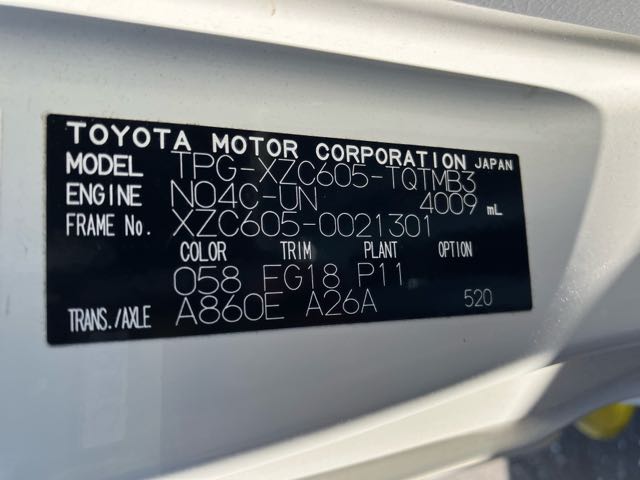 TOYOTA MOTOR CORPORATION JAPAN
MODEL TPG-XZC605-TQTMB3
ENGINE N04C-UN 4009 mL
FRAME No. XZC605-0021301
COLOR TRIM PLANT OPTION
058 FG18 P11
TRANS./AXLE A860E A26A 520